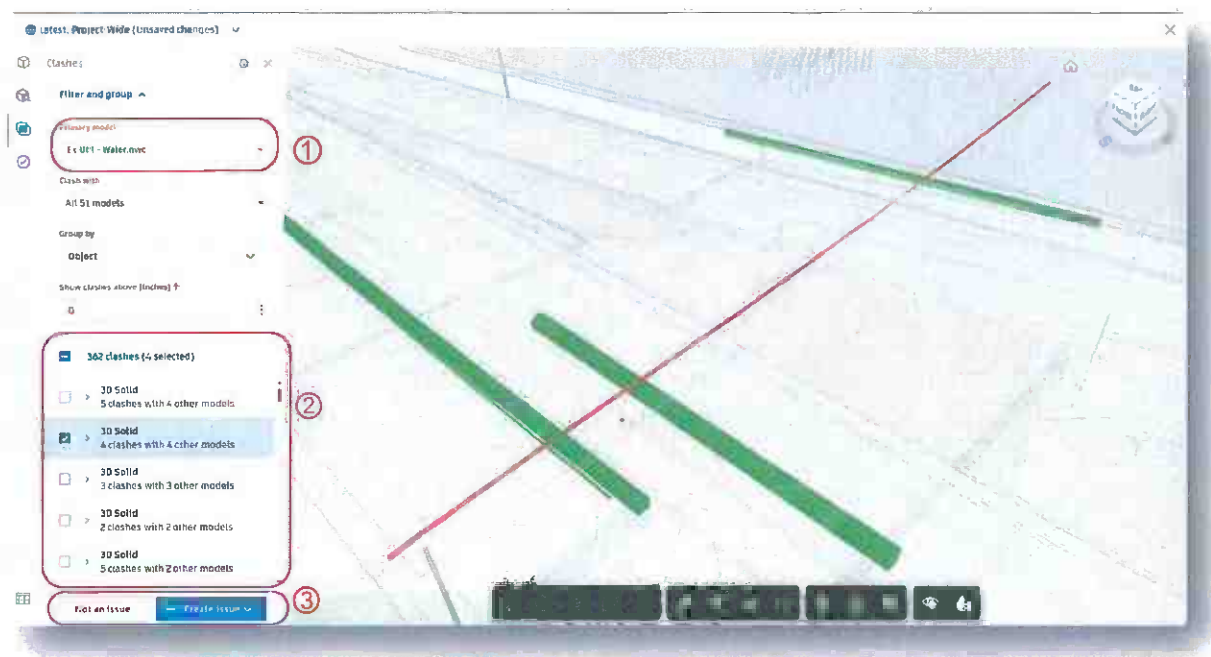 Latest, Project-Wide (Unsaved changes)
Clashes
Filter and group
Primary model
Ex Util - Water.nwc
①
Clash with
All 51 models
Group by
Object
Show clashes above (inches)
0
362 clashes (4 selected)
3D Solid
5 clashes with 4 other models
②
3D Solid
4 clashes with 4 other models
3D Solid
3 clashes with 3 other models
3D Solid
2 clashes with 2 other models
3D Solid
5 clashes with 2 other models
Not an issue
Create issue
③